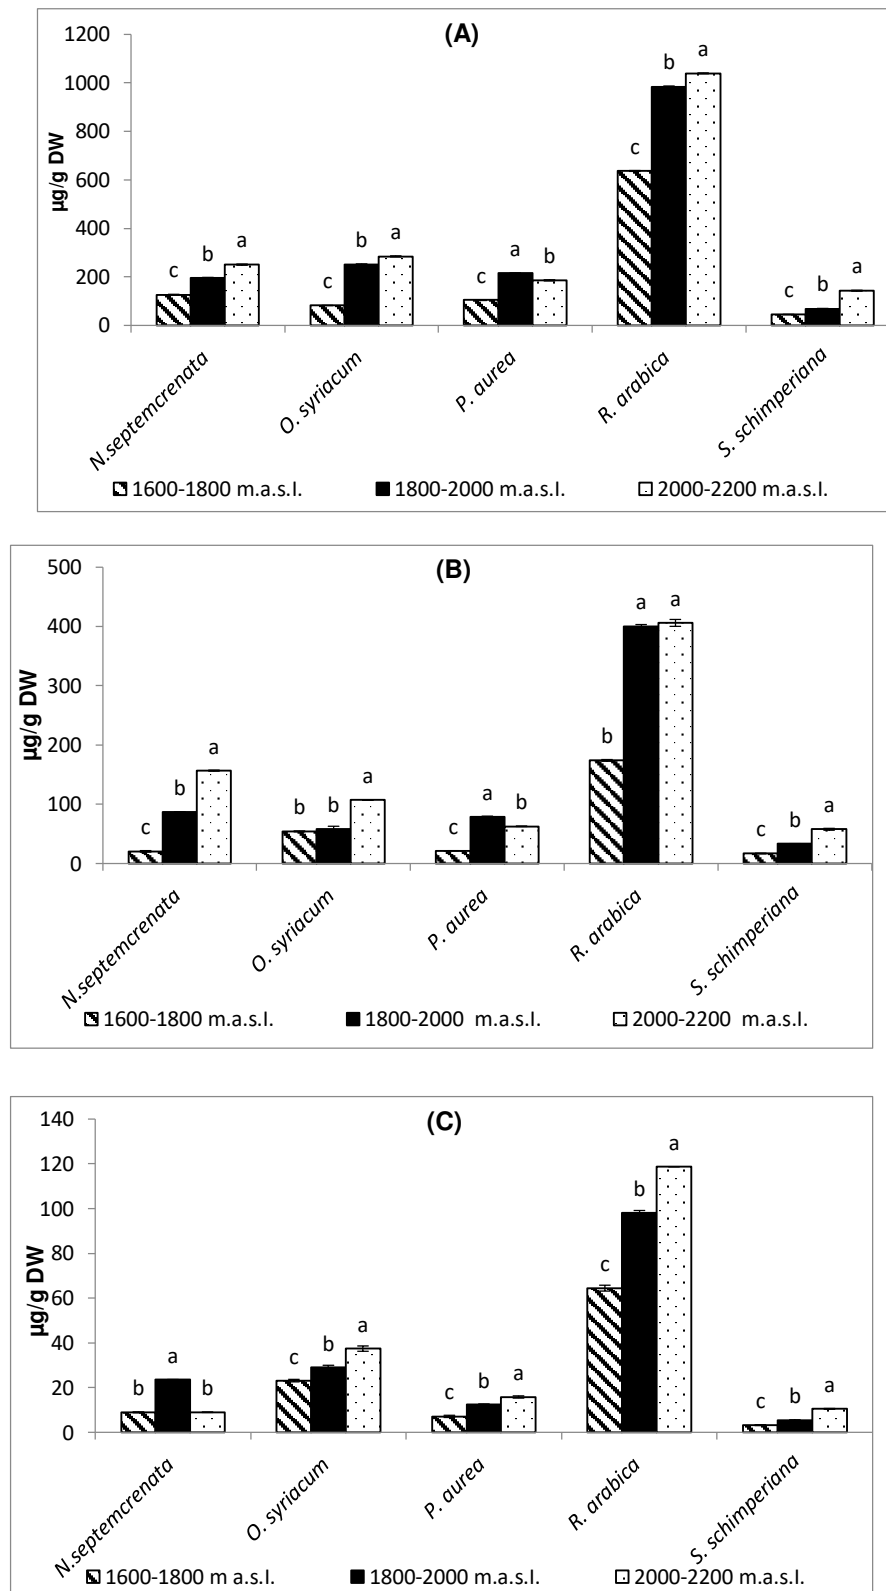 (A)
1200
1000
800
600
400
200
0
µg/g DW
c b a
c b a
c a b
c b a
c b a
N.septemcrenata
O. syriacum
P. aurea
R. arabica
S. schimperiana
1600-1800 m.a.s.l.
1800-2000 m.a.s.l.
2000-2200 m.a.s.l.
(B)
500
400
300
200
100
0
µg/g DW
c b a
b b a
c a b
b a a
c b a
N.septemcrenata
O. syriacum
P. aurea
R. arabica
S. schimperiana
1600-1800 m.a.s.l.
1800-2000 m.a.s.l.
2000-2200 m.a.s.l.
(C)
140
120
100
80
60
40
20
0
µg/g DW
b a b
c b a
c b a
c b a
c b a
N.septemcrenata
O. syriacum
P. aurea
R. arabica
S. schimperiana
1600-1800 m a.s.l.
1800-2000 m.a.s.l.
2000-2200 m.a.s.l.